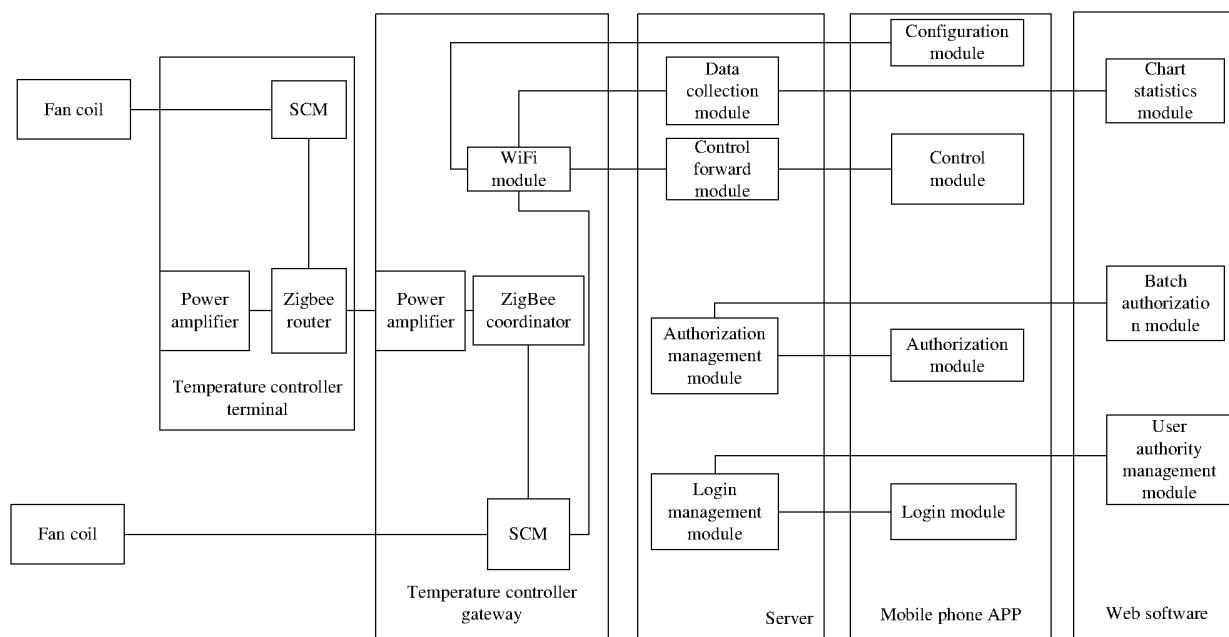 Fan coil
SCM
Power
amplifier
Zigbee
router
Temperature controller
terminal
Fan coil
WiFi
module
Power
amplifier
ZigBee
coordinator
SCM
Temperature controller
gateway
Data
collection
module
Control
forward
module
Authorization
management
module
Login
management
module
Server
Configuration
module
Control
module
Authorization
module
Login module
Mobile phone APP
Chart
statistics
module
Batch
authorizatio
n module
User
authority
management
module
Web software